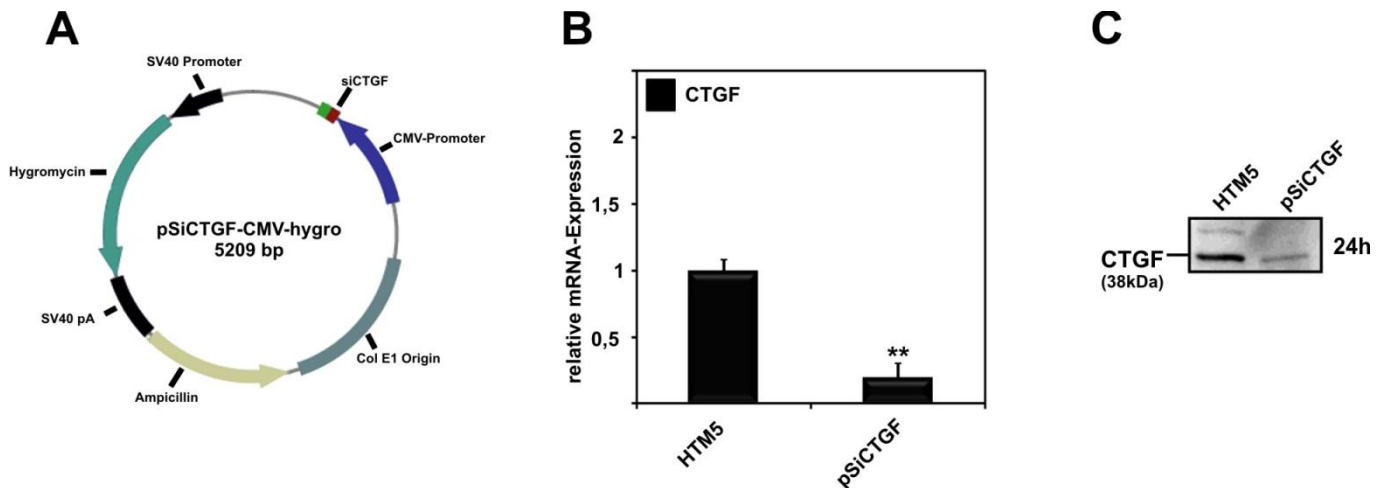 A
SV40 Promoter
siCTGF
CMV-Promoter
Hygromycin
pSiCTGF-CMV-hygro
5209 bp
SV40 pA
Col E1 Origin
Ampicillin
B
CTGF
relative mRNA-Expression
2
1,5
1
0,5
**
HTM5
pSiCTGF
C
HTM5
pSiCTGF
CTGF
(38kDa)
24h